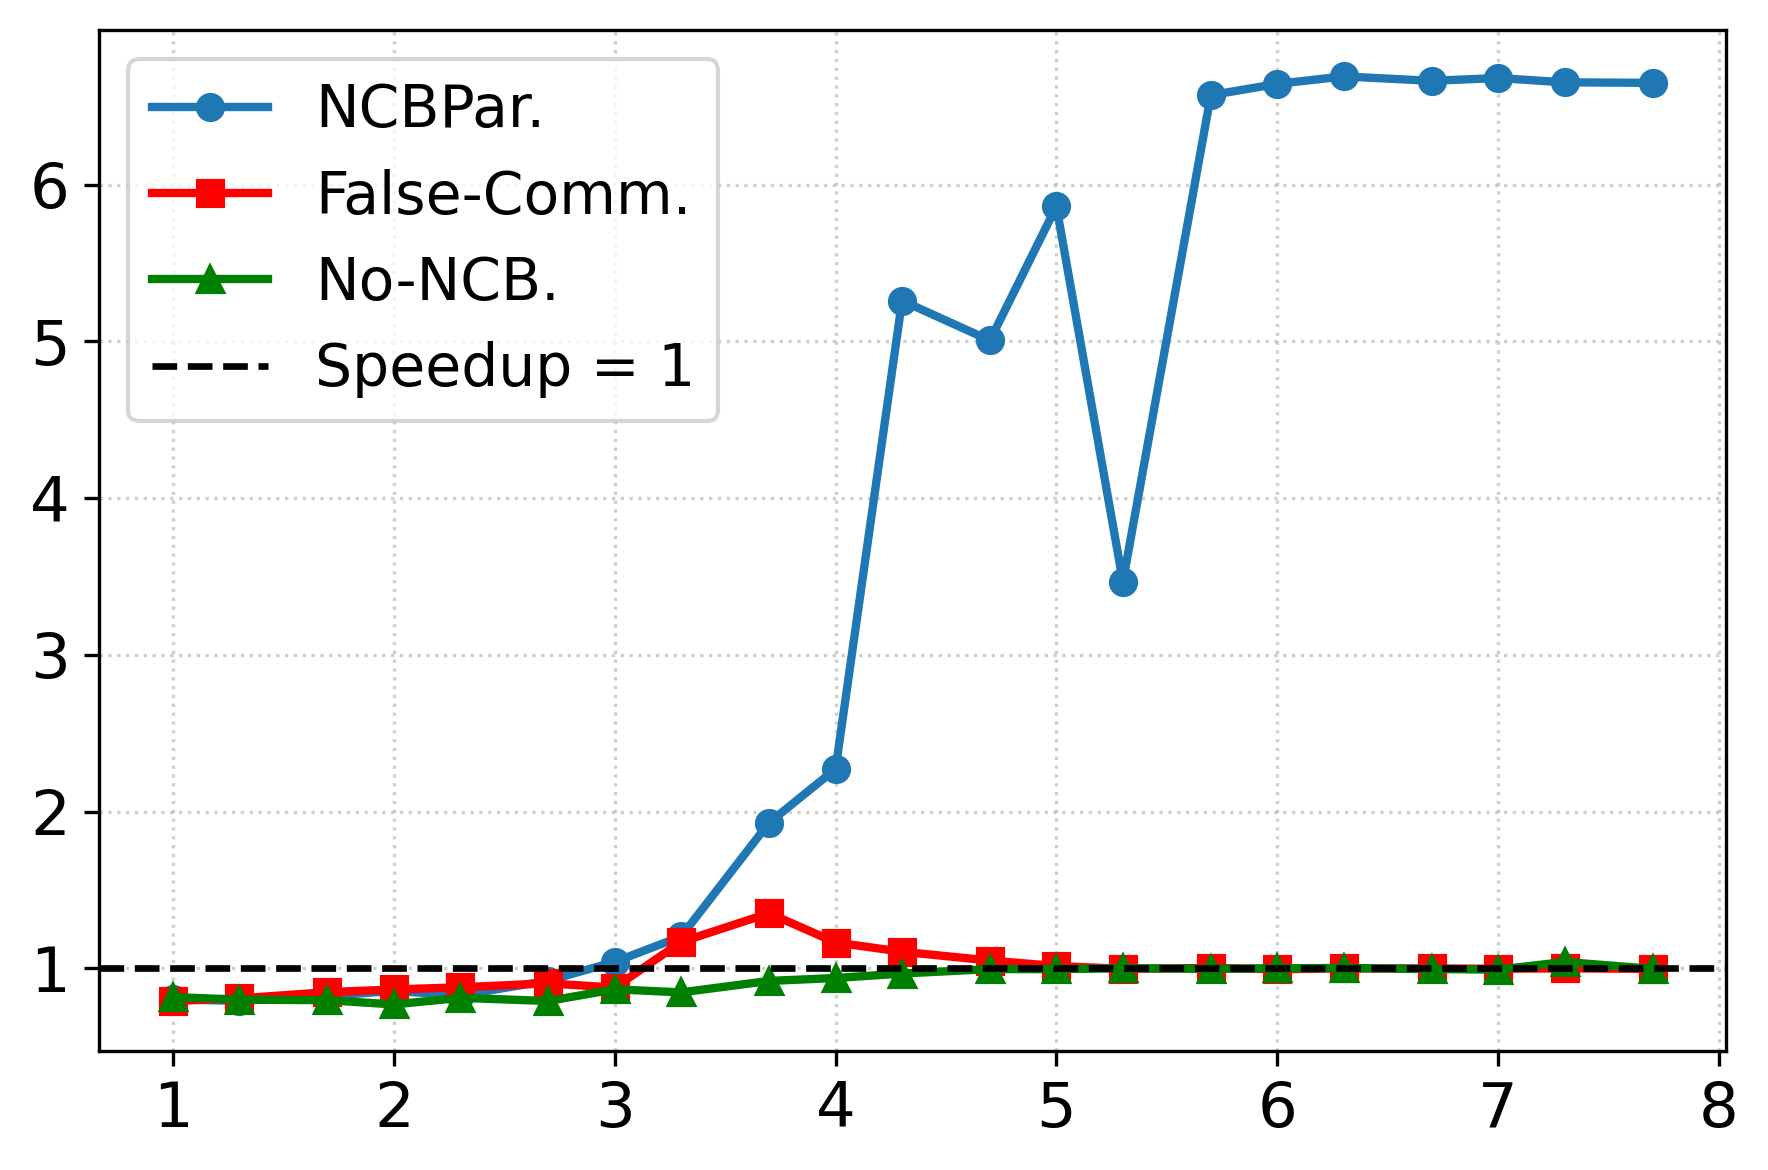 NCBPar.
False-Comm.
No-NCB.
Speedup = 1
6
5
4
3
2
1
1 2 3 4 5 6 7 8